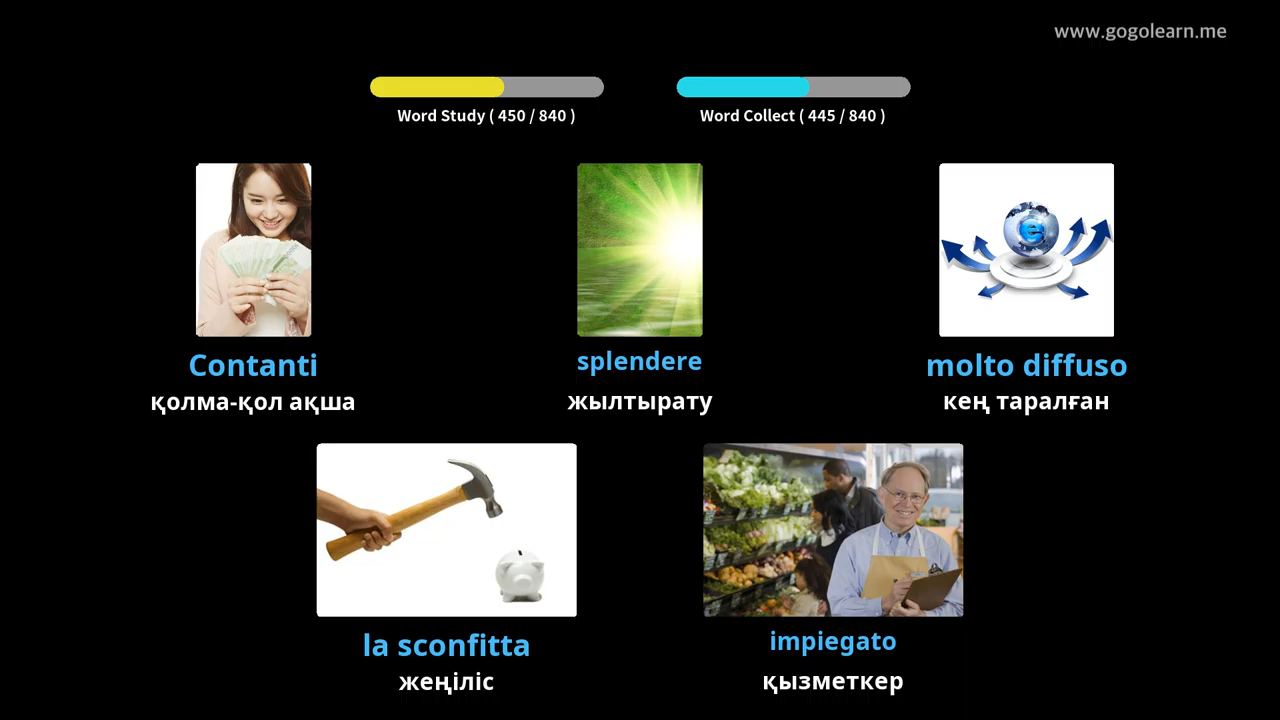 www.gogolearn.me
Word Study ( 450 / 840 )
Word Collect ( 445 / 840 )
Contanti
қолма-қол ақша
splendere
жылтырату
molto diffuso
кең таралған
la sconfitta
жеңіліс
impiegato
қызметкер